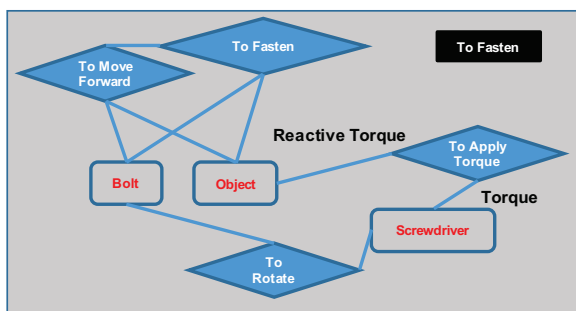 To Fasten
To Fasten
To Move
Forward
Reactive Torque
To Apply
Torque
Bolt
Object
Torque
Screwdriver
To
Rotate